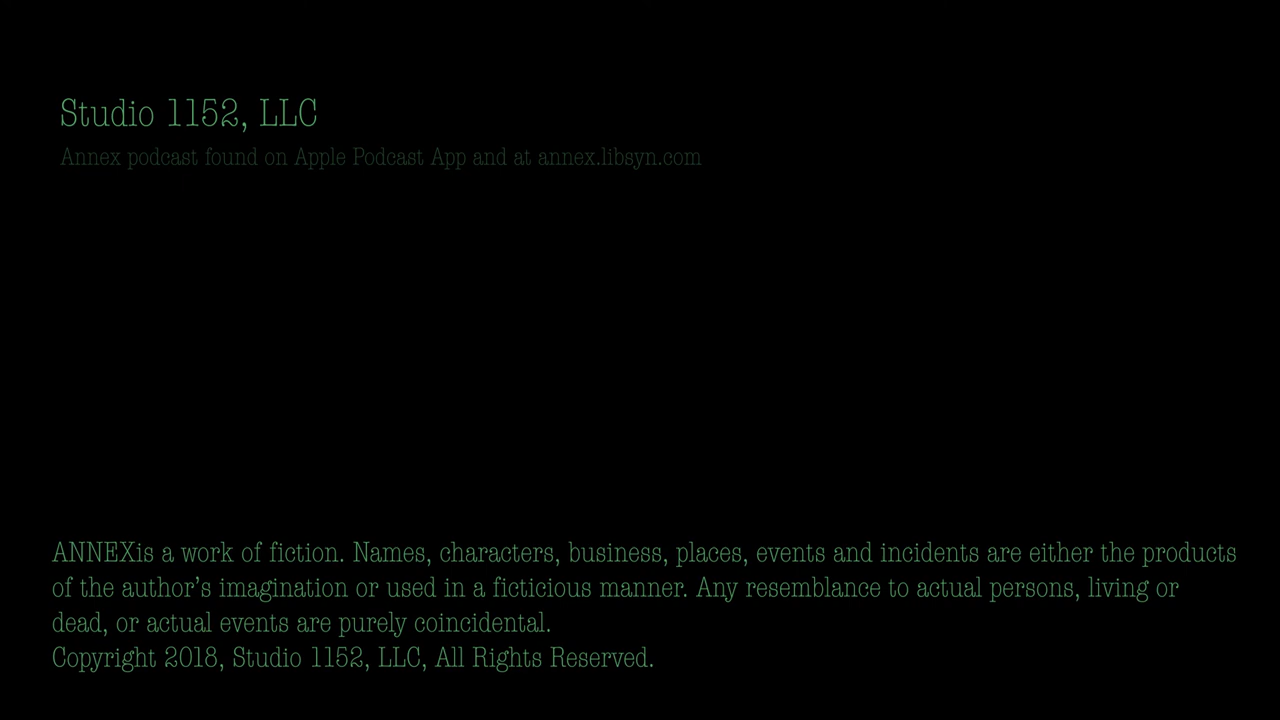 Studio 1152, LLC
Annex podcast found on Apple Podcast App and at annex.libsyn.com
ANNEXis a work of fiction. Names, characters, business, places, events and incidents are either the products
of the author's imagination or used in a ficticious manner. Any resemblance to actual persons, living or
dead, or actual events are purely coincidental.
Copyright 2018, Studio 1152, LLC, All Rights Reserved.